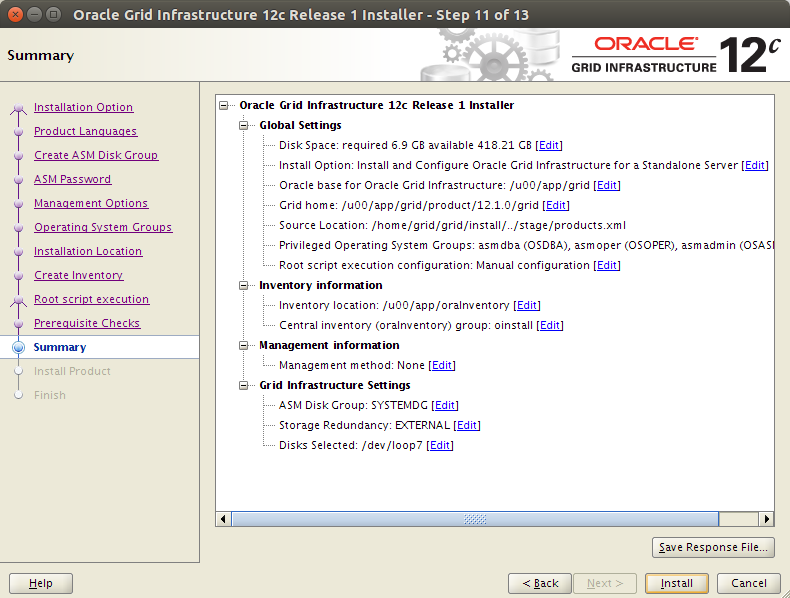 Oracle Grid Infrastructure 12c Release 1 Installer - Step 11 of 13
Summary
ORACLE
GRID INFRASTRUCTURE 12c
Installation Option
Product Languages
Create ASM Disk Group
ASM Password
Management Options
Operating System Groups
Installation Location
Create Inventory
Root script execution
Prerequisite Checks
Summary
Install Product
Finish
Oracle Grid Infrastructure 12c Release 1 Installer
Global Settings
Disk Space: required 6.9 GB available 418.21 GB [Edit]
Install Option: Install and Configure Oracle Grid Infrastructure for a Standalone Server [Edit]
Oracle base for Oracle Grid Infrastructure: /u00/app/grid [Edit]
Grid home: /u00/app/grid/product/12.1.0/grid [Edit]
Source Location: /home/grid/grid/install/../stage/products.xml
Privileged Operating System Groups: asmdba (OSDBA), asmoper (OSOPER), asmadmin (OSAS
Root script execution configuration: Manual configuration [Edit]
Inventory information
Inventory location: /u00/app/oraInventory [Edit]
Central inventory (oraInventory) group: oinstall [Edit]
Management information
Management method: None [Edit]
Grid Infrastructure Settings
ASM Disk Group: SYSTEMDG [Edit]
Storage Redundancy: EXTERNAL [Edit]
Disks Selected: /dev/loop7 [Edit]
Save Response File...
Help
< Back
Next >
Install
Cancel